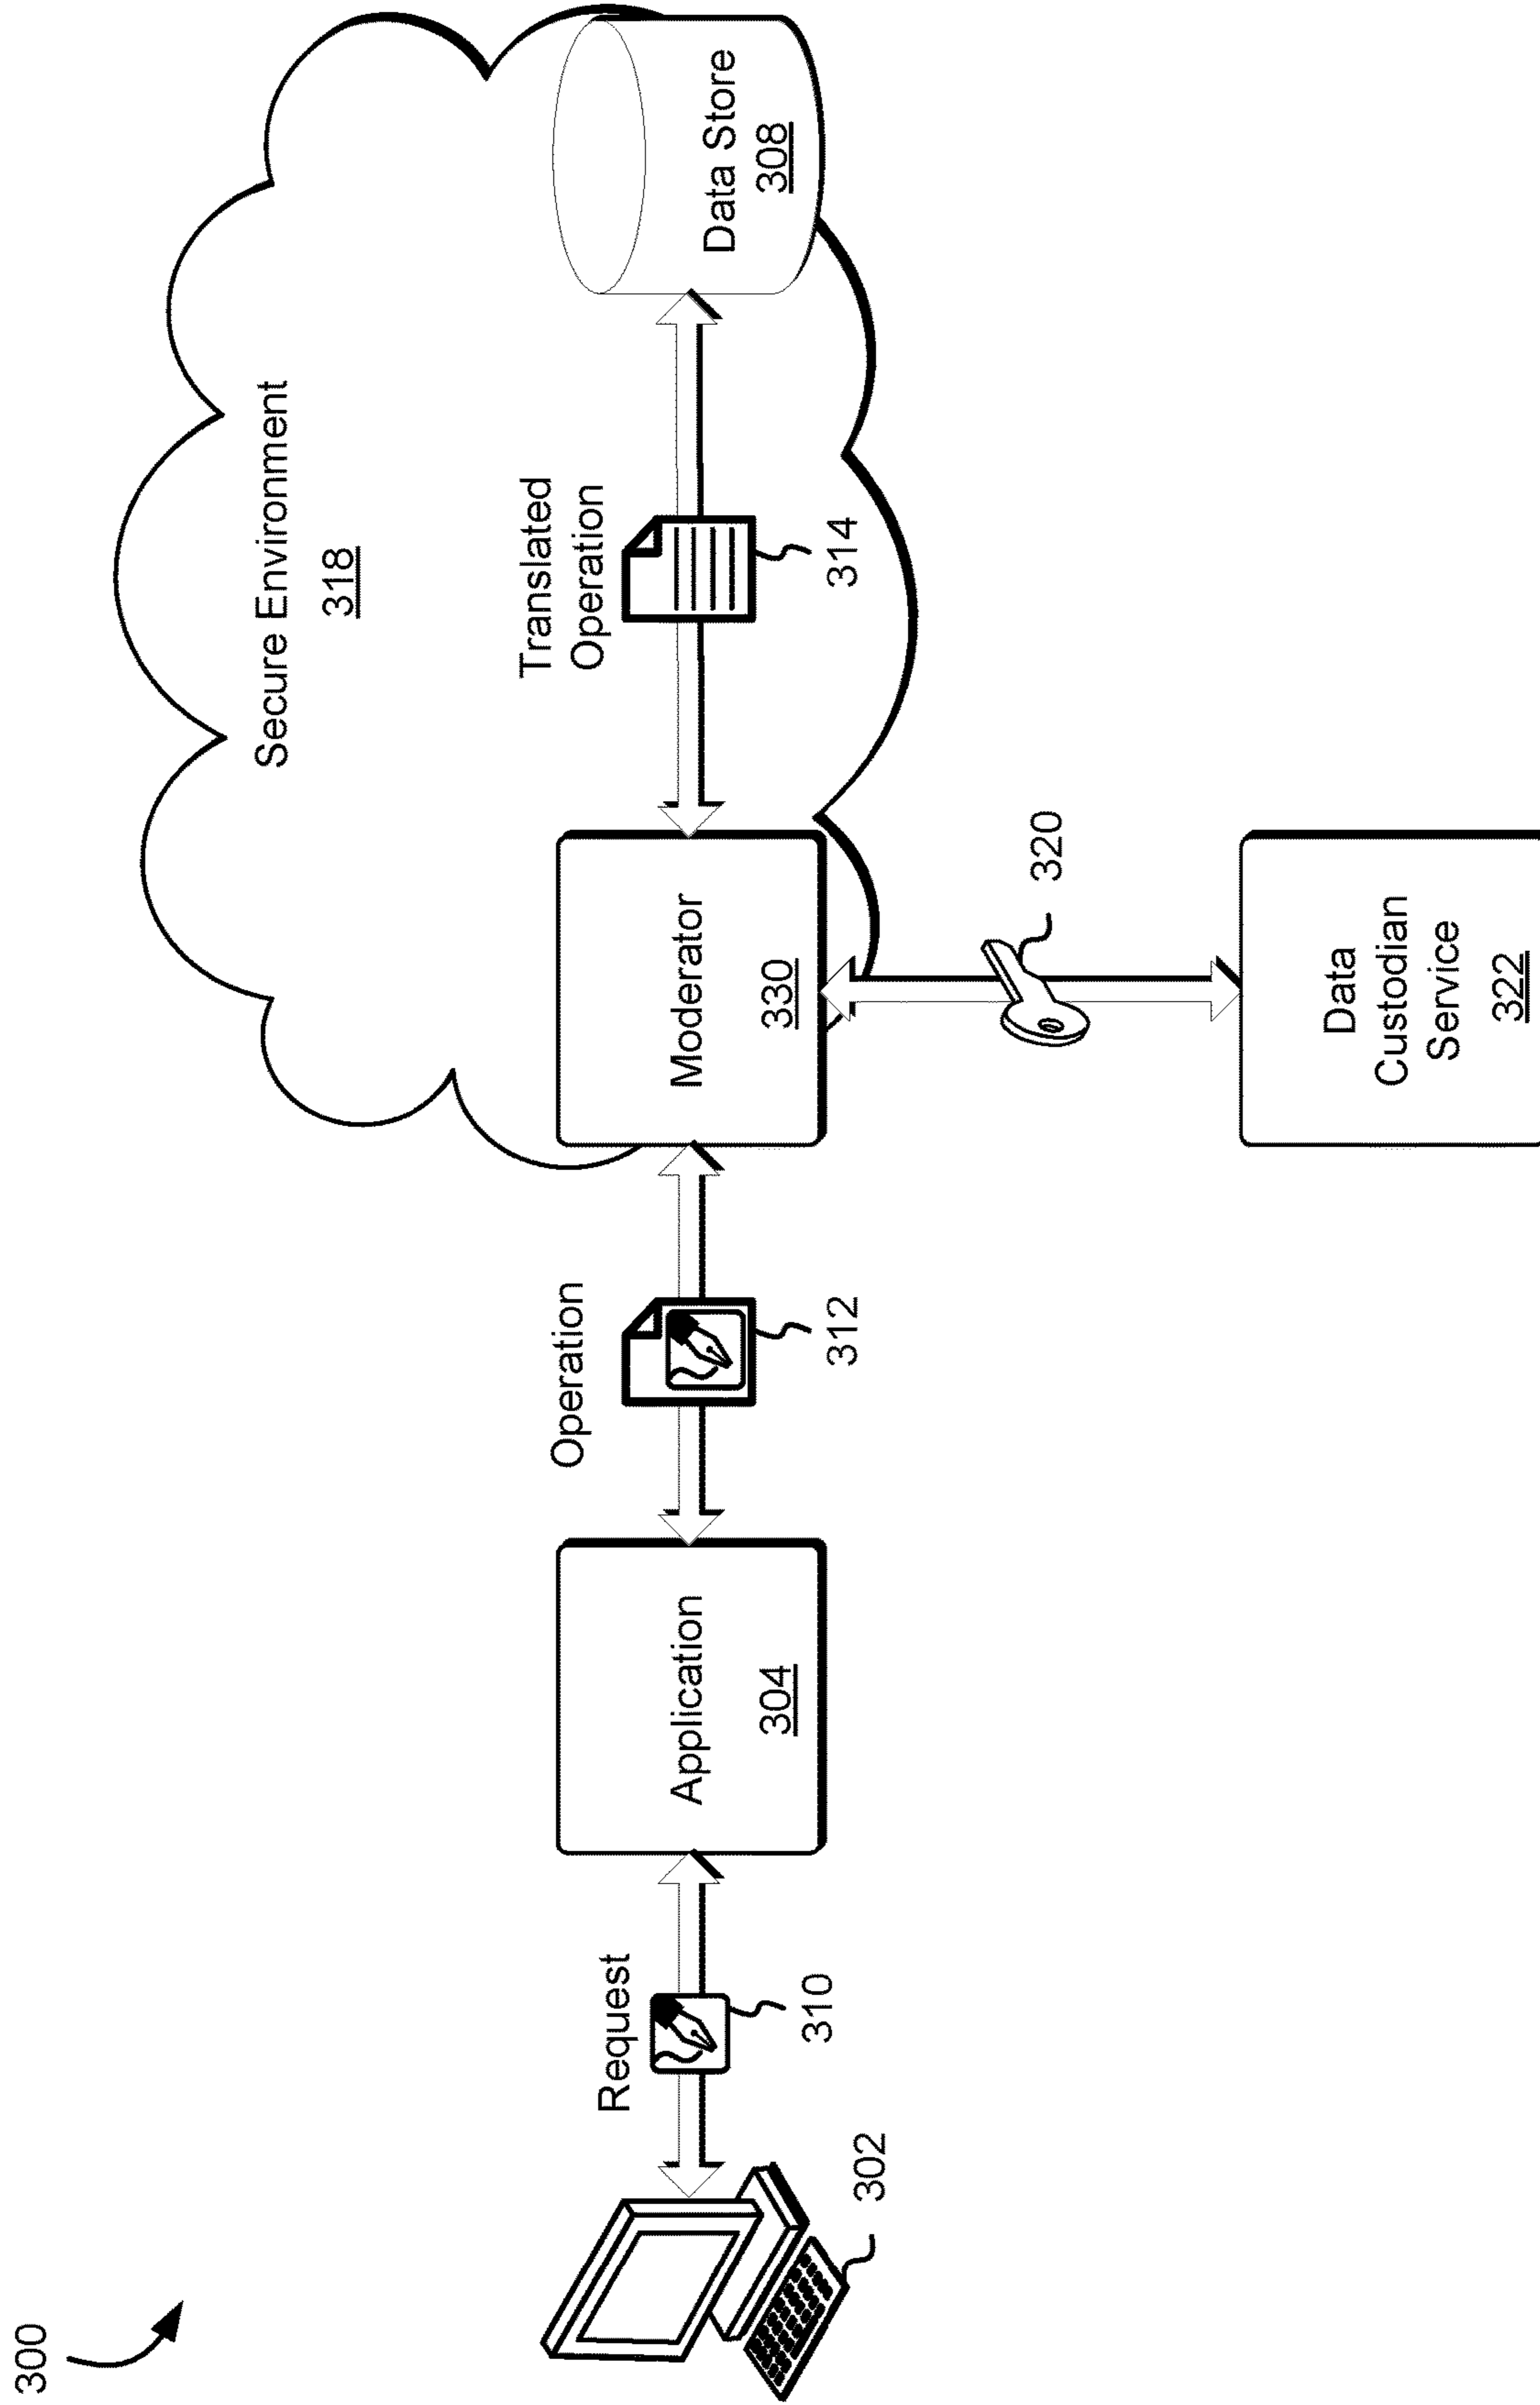 300
Secure Environment
318
Request
310
302
Application
304
Operation
312
Moderator
330
Translated
Operation
314
Data Store
308
320
Data
Custodian
Service
322